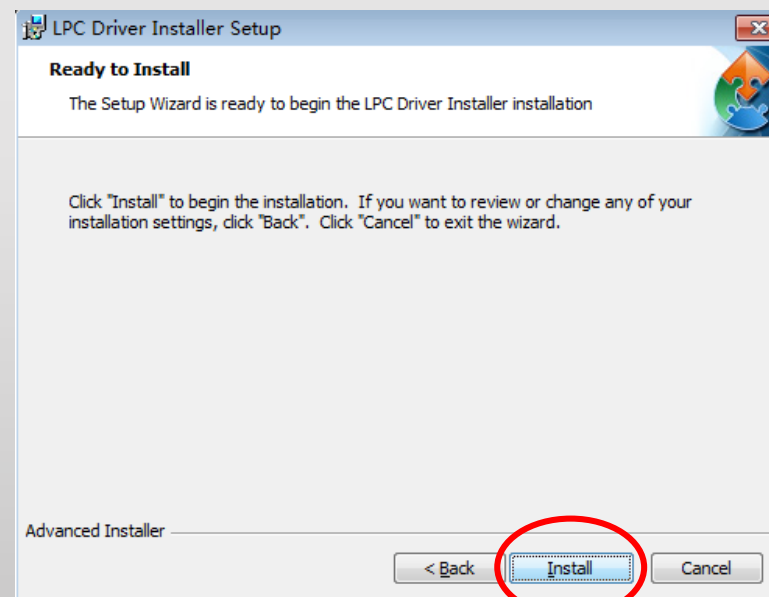 LPC Driver Installer Setup
Ready to Install
The Setup Wizard is ready to begin the LPC Driver Installer installation
Click "Install" to begin the installation. If you want to review or change any of your
installation settings, click "Back". Click "Cancel" to exit the wizard.
Advanced Installer
< Back
Install
Cancel